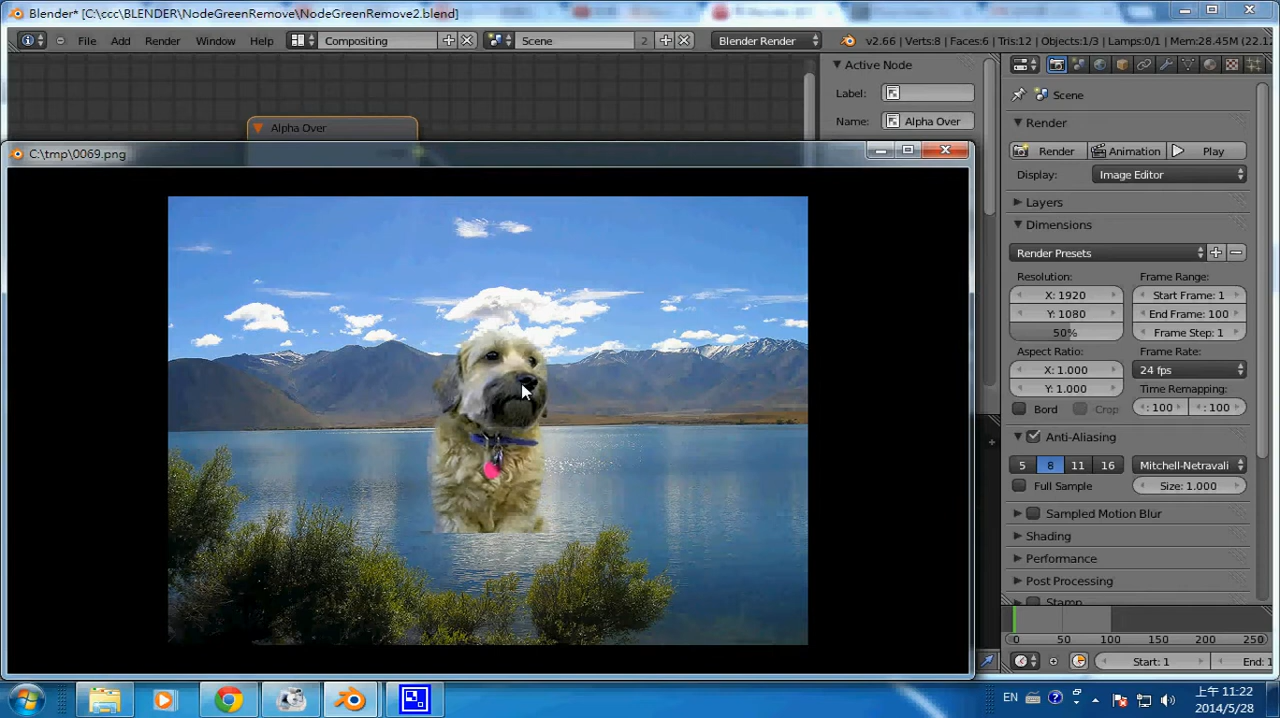 Blender* [C:\ccc\BLENDER\NodeGreenRemove\NodeGreenRemove2.blend]
File Add Render Window Help Compositing Scene 2 Blender Render v2.66 | Verts:8 | Faces:6 | Tris:12 | Objects:1/3 | Lamps:0/1 | Mem:28.45M (22.1
Active Node
Label:
Name: Alpha Over
Alpha Over
C:\tmp\0069.png
Scene
Render
Render Animation Play
Display: Image Editor
Layers
Dimensions
Render Presets
Resolution: Frame Range:
X: 1920 Start Frame: 1
Y: 1080 End Frame: 100
50% Frame Step: 1
Aspect Ratio: Frame Rate:
X: 1.000 24 fps
Y: 1.000 Time Remapping:
Bord Crop : 100 : 100
Anti-Aliasing
5 8 11 16 Mitchell-Netravali
Full Sample Size: 1.000
Sampled Motion Blur
Shading
Performance
Post Processing
Stamp
0 50 100 150 200 250
Start: 1 End: 1
EN 上午 11:22
2014/5/28